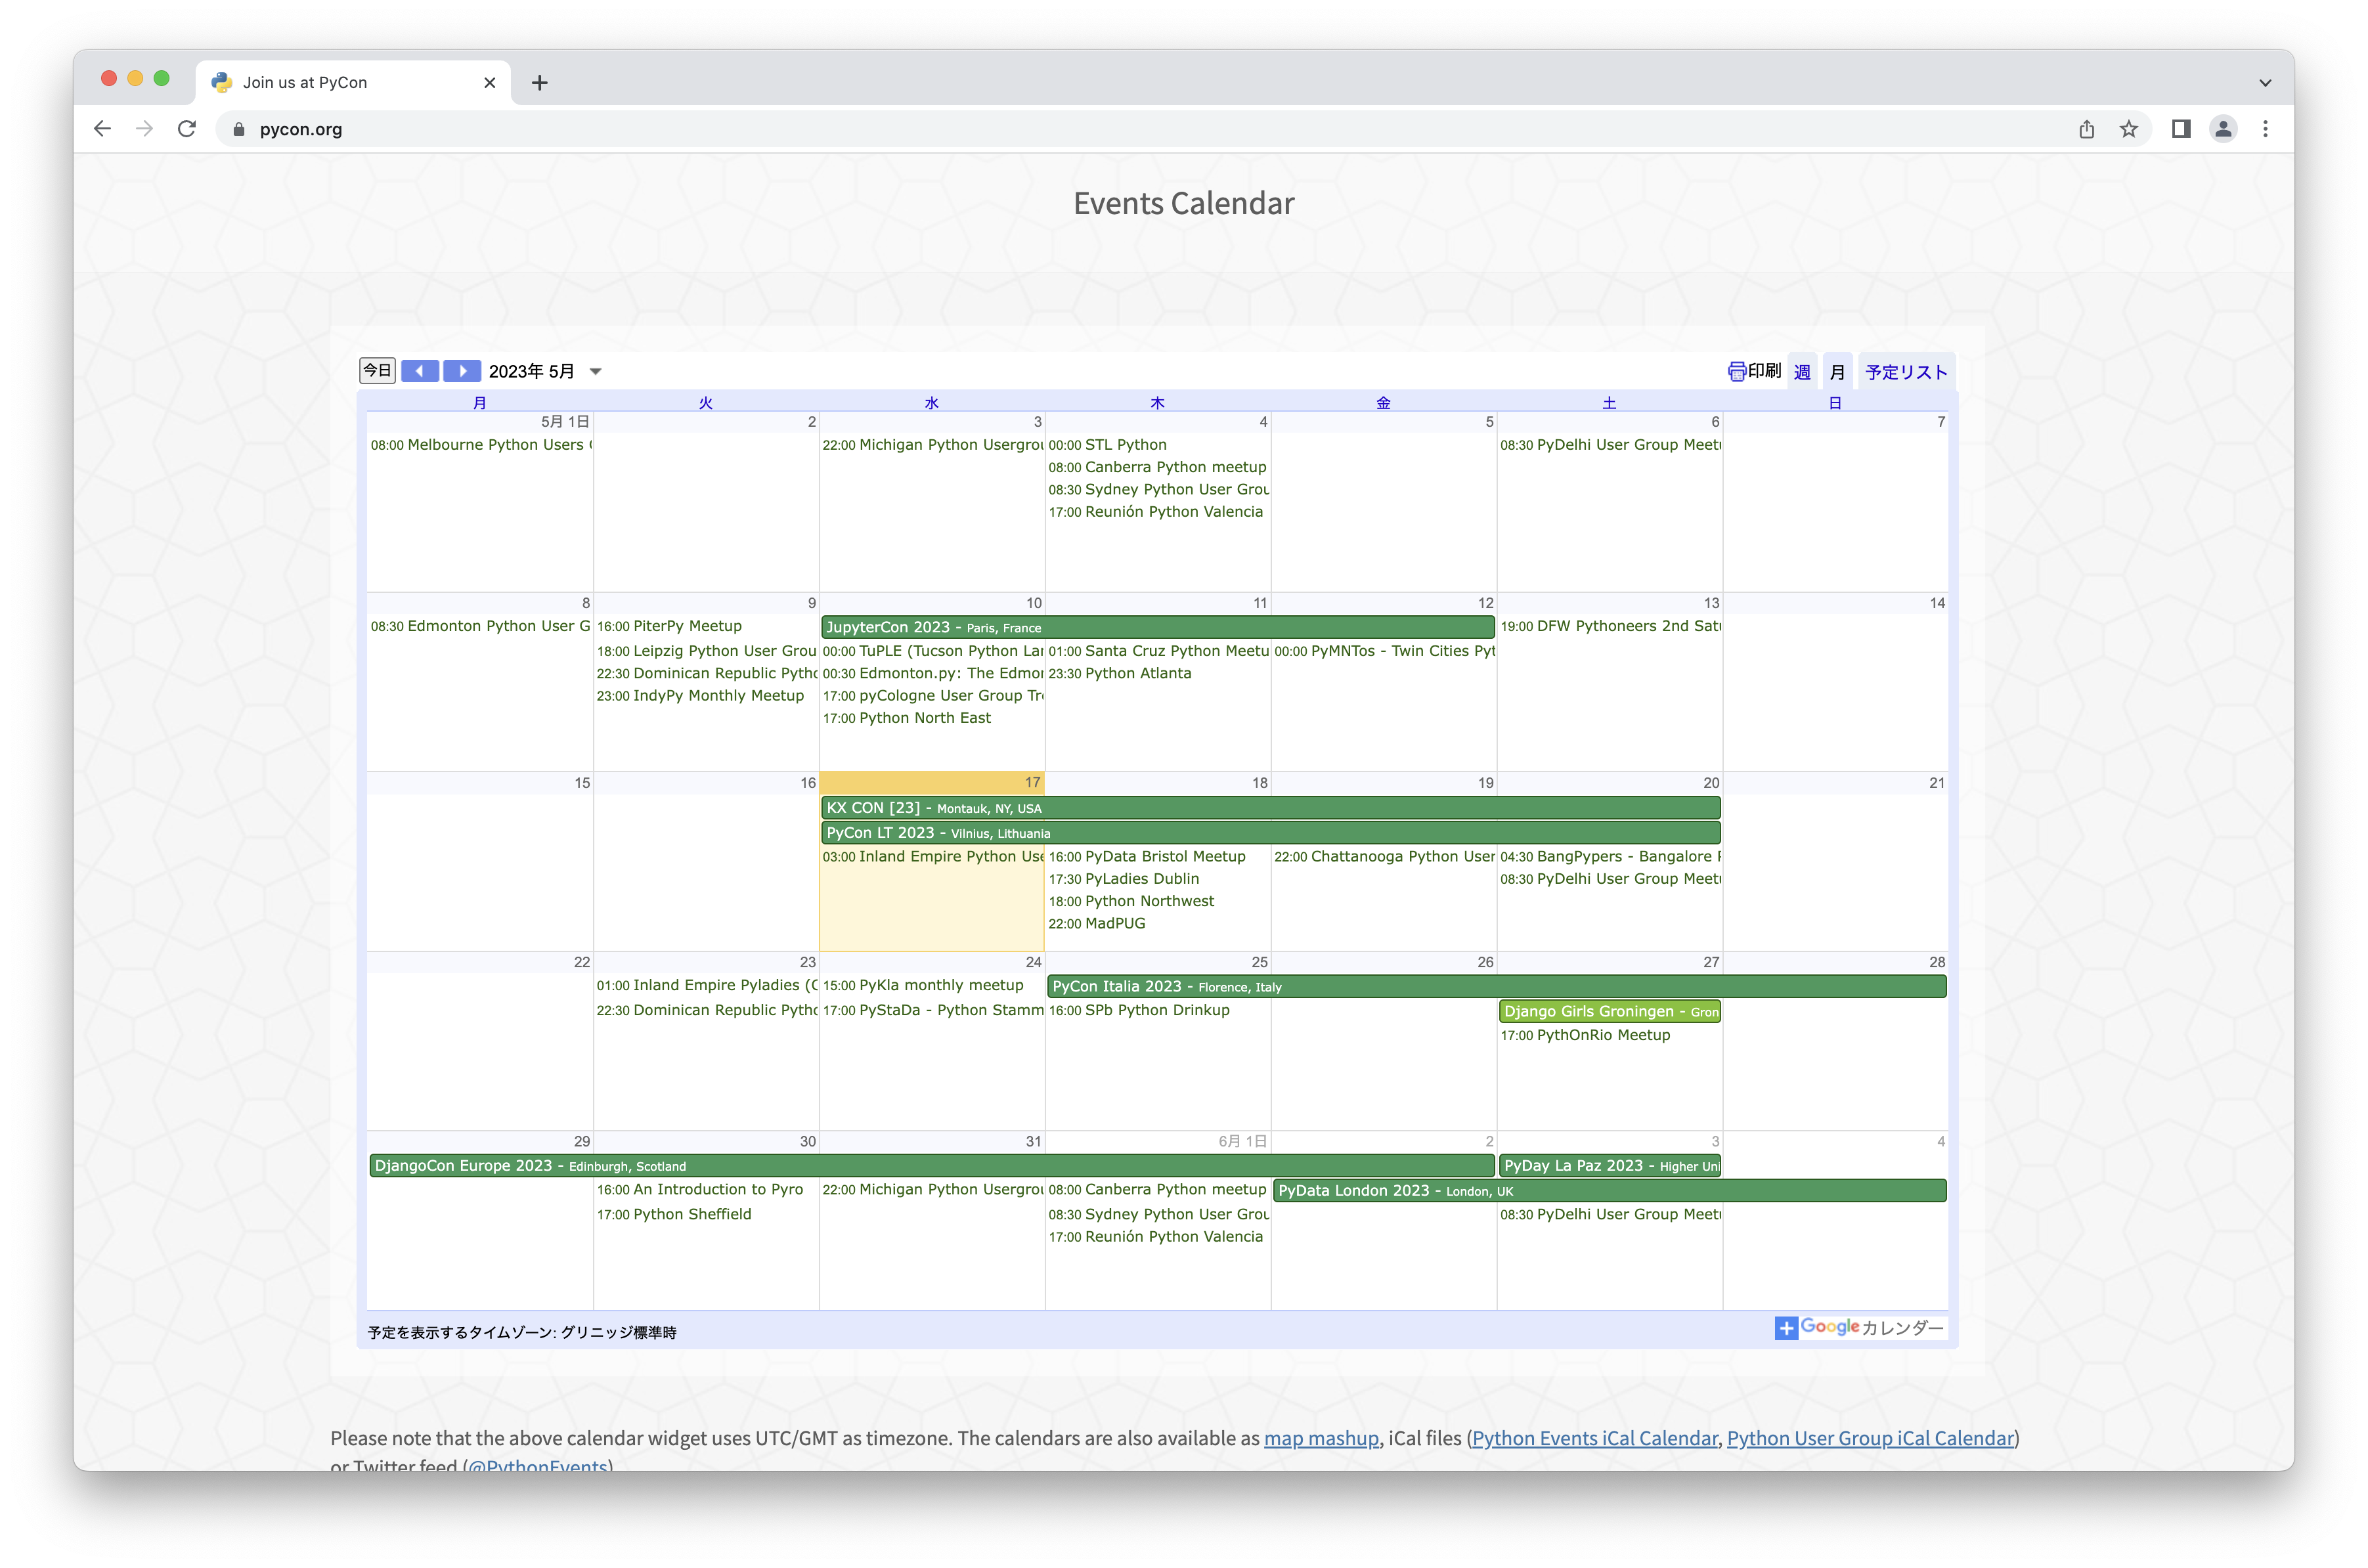 Join us at PyCon
pycon.org
Events Calendar
今日 2023年 5月 印刷 週 月 予定リスト
月 火 水 木 金 土 日
5月 1日 2 3 4 5 6 7
08:00 Melbourne Python Users
22:00 Michigan Python Usergrou
00:00 STL Python
08:00 Canberra Python meetup
08:30 Sydney Python User Grou
17:00 Reunión Python Valencia
08:30 PyDelhi User Group Meetu
8 9 10 11 12 13 14
08:30 Edmonton Python User G
16:00 PiterPy Meetup
18:00 Leipzig Python User Grou
22:30 Dominican Republic Pytho
23:00 IndyPy Monthly Meetup
JupyterCon 2023 - Paris, France
00:00 TuPLE (Tucson Python Lan
00:30 Edmonton.py: The Edmon
17:00 pyCologne User Group Tre
17:00 Python North East
01:00 Santa Cruz Python Meetu
23:30 Python Atlanta
00:00 PyMNTos - Twin Cities Pyt
19:00 DFW Pythoneers 2nd Satu
15 16 17 18 19 20 21
KX CON [23] - Montauk, NY, USA
PyCon LT 2023 - Vilnius, Lithuania
03:00 Inland Empire Python Use
16:00 PyData Bristol Meetup
17:30 PyLadies Dublin
18:00 Python Northwest
22:00 MadPUG
22:00 Chattanooga Python User
04:30 BangPypers - Bangalore
08:30 PyDelhi User Group Meetu
22 23 24 25 26 27 28
01:00 Inland Empire Pyladies (C
22:30 Dominican Republic Pytho
15:00 PyKla monthly meetup
17:00 PyStaDa - Python Stamm
PyCon Italia 2023 - Florence, Italy
16:00 SPb Python Drinkup
Django Girls Groningen - Gron
17:00 PythOnRio Meetup
29 30 31 6月 1日 2 3 4
DjangoCon Europe 2023 - Edinburgh, Scotland
PyDay La Paz 2023 - Higher Uni
16:00 An Introduction to Pyro
17:00 Python Sheffield
22:00 Michigan Python Usergrou
08:00 Canberra Python meetup
08:30 Sydney Python User Grou
17:00 Reunión Python Valencia
PyData London 2023 - London, UK
08:30 PyDelhi User Group Meetu
予定を表示するタイムゾーン: グリニッジ標準時
Google カレンダー
Please note that the above calendar widget uses UTC/GMT as timezone. The calendars are also available as map mashup, iCal files (Python Events iCal Calendar, Python User Group iCal Calendar)
or Twitter feed (@PythonEvents)